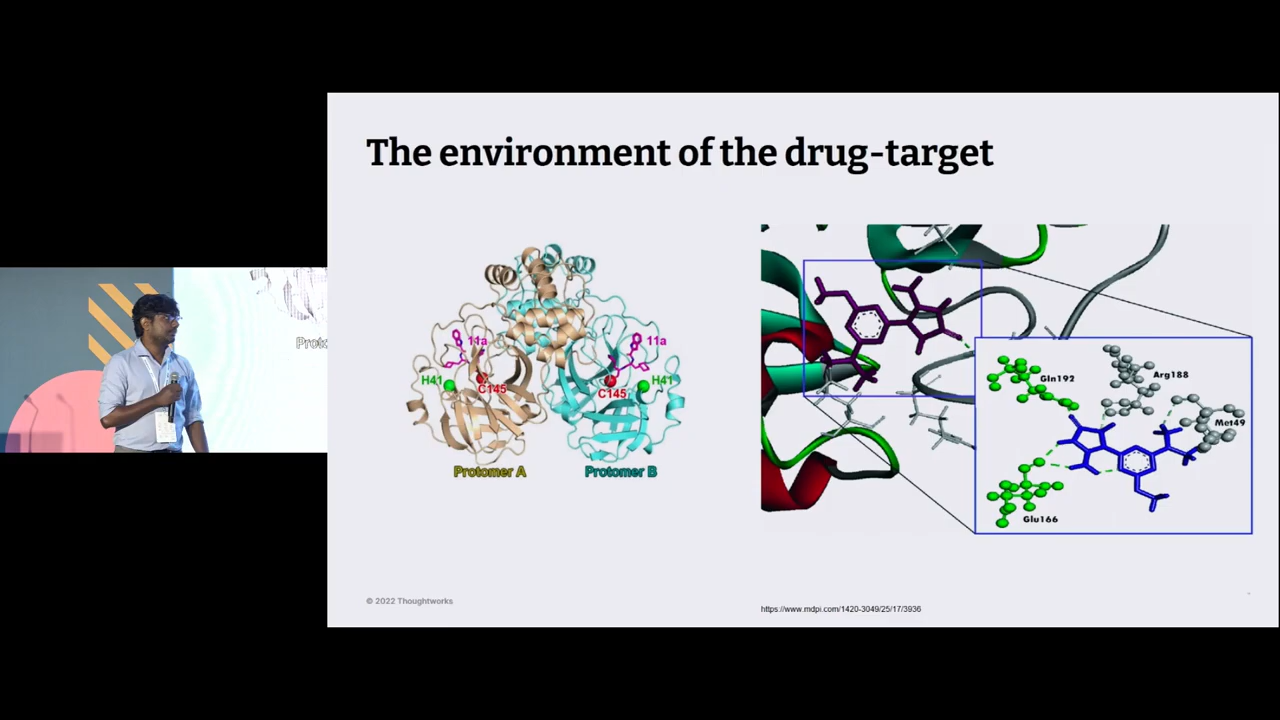 The environment of the drug-target
11a
11a
H41
C145
C145
H41
Protomer A
Protomer B
Gln192
Arg188
Met49
Glu166
© 2022 Thoughtworks
https://www.mdpi.com/1420-3049/25/17/3936